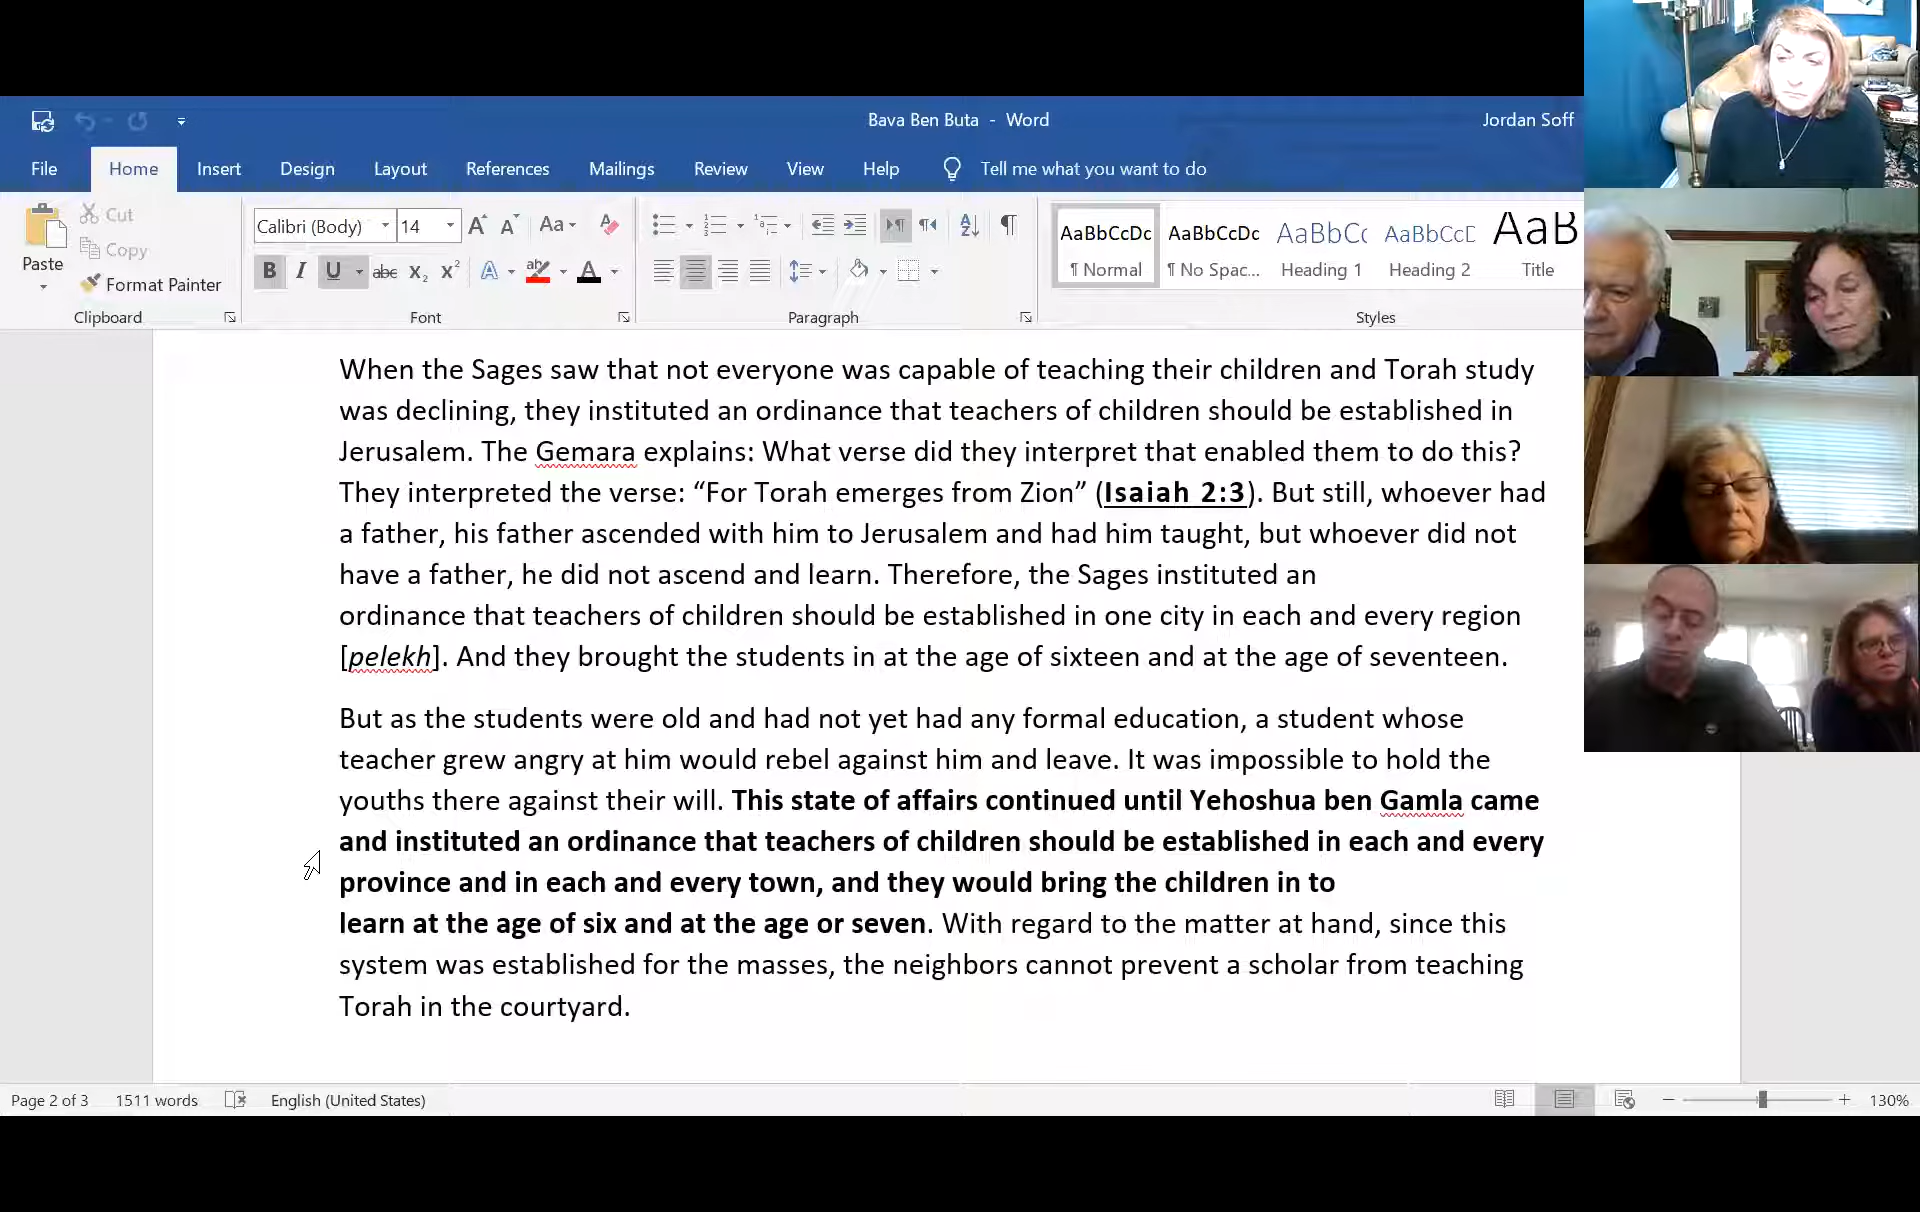 Bava Ben Buta - Word
Jordan Soff
File Home Insert Design Layout References Mailings Review View Help Tell me what you want to do
Paste
Cut
Copy
Format Painter
Clipboard
Calibri (Body) 14
Font
Paragraph
AaBbCcDc AaBbCcDc AaBbCc AaBbCcD AaB
¶ Normal ¶ No Spac... Heading 1 Heading 2 Title
Styles
When the Sages saw that not everyone was capable of teaching their children and Torah study
was declining, they instituted an ordinance that teachers of children should be established in
Jerusalem. The Gemara explains: What verse did they interpret that enabled them to do this?
They interpreted the verse: “For Torah emerges from Zion” (Isaiah 2:3). But still, whoever had
a father, his father ascended with him to Jerusalem and had him taught, but whoever did not
have a father, he did not ascend and learn. Therefore, the Sages instituted an
ordinance that teachers of children should be established in one city in each and every region
[pelekh]. And they brought the students in at the age of sixteen and at the age of seventeen.
But as the students were old and had not yet had any formal education, a student whose
teacher grew angry at him would rebel against him and leave. It was impossible to hold the
youths there against their will. This state of affairs continued until Yehoshua ben Gamla came
and instituted an ordinance that teachers of children should be established in each and every
province and in each and every town, and they would bring the children in to
learn at the age of six and at the age or seven. With regard to the matter at hand, since this
system was established for the masses, the neighbors cannot prevent a scholar from teaching
Torah in the courtyard.
Page 2 of 3 1511 words English (United States) 130%